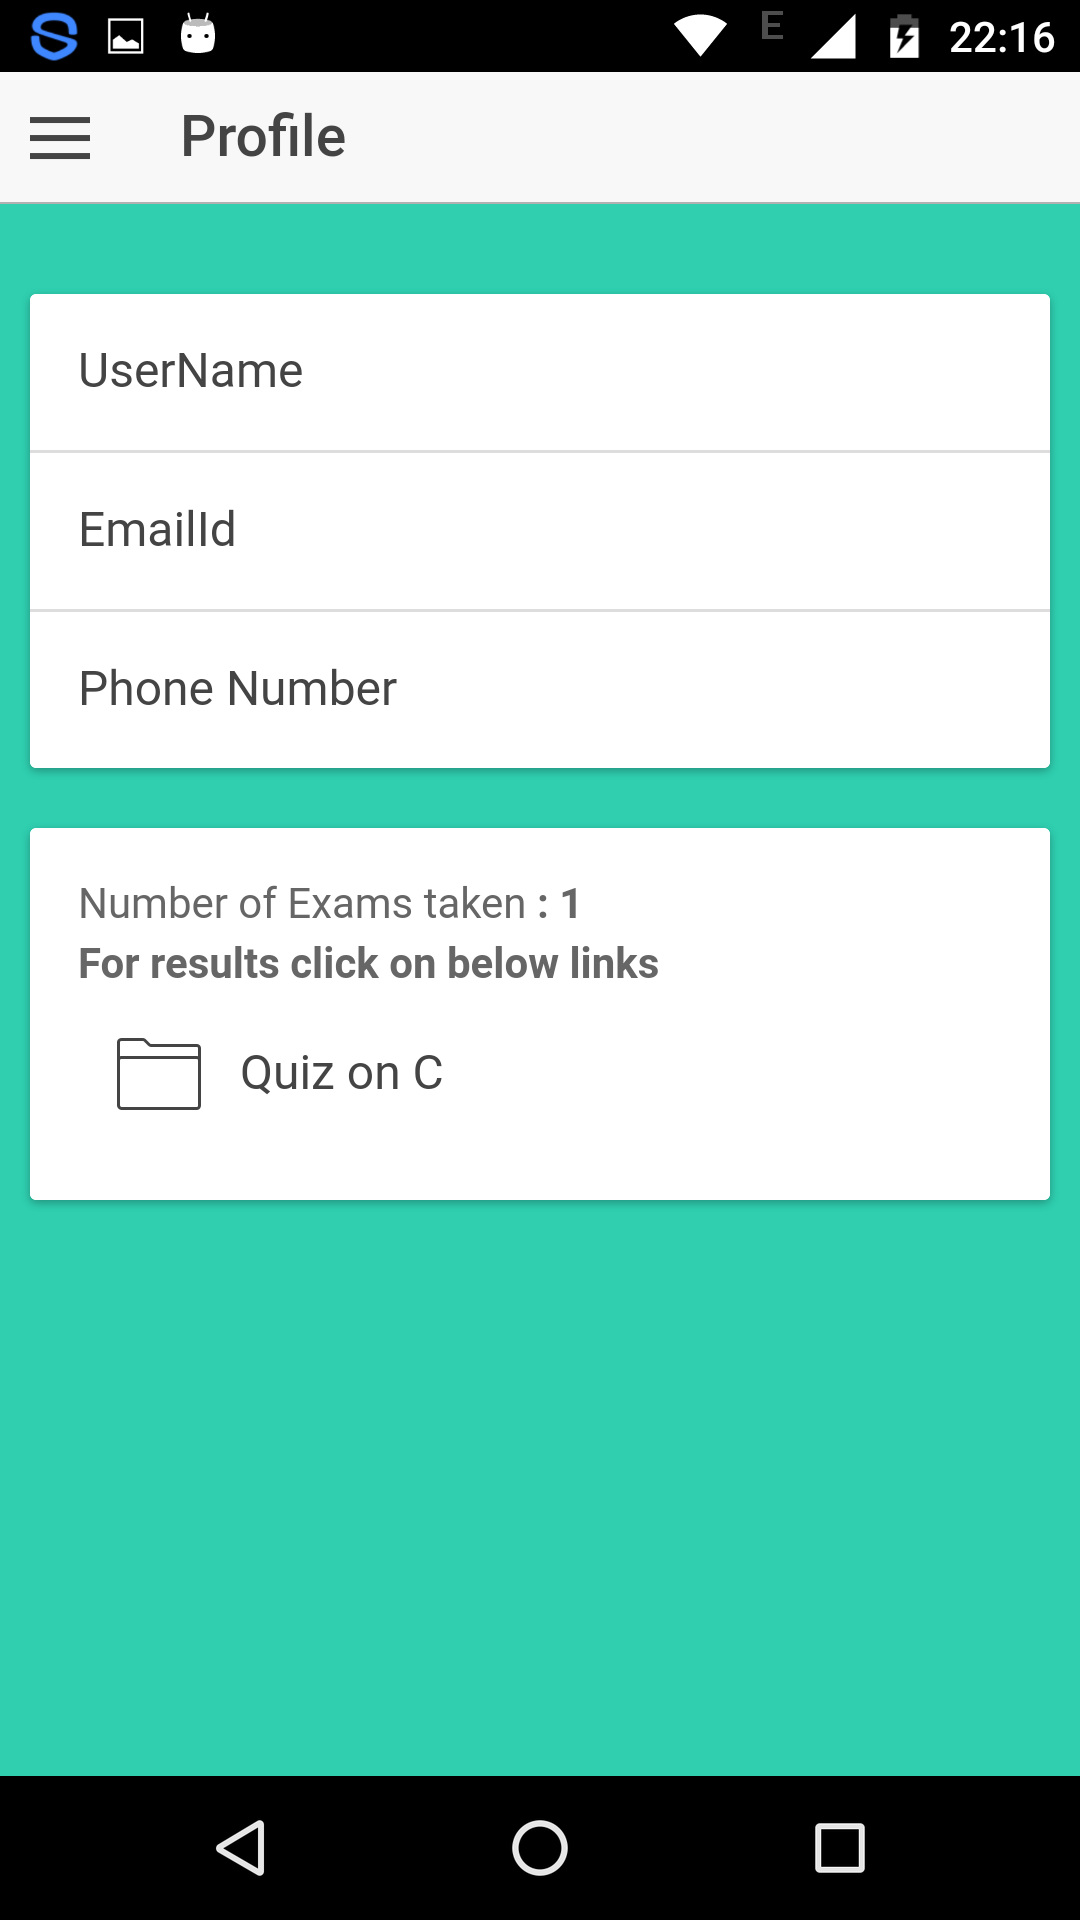 E 22:16
Profile
UserName
EmailId
Phone Number
Number of Exams taken : 1
For results click on below links
Quiz on C